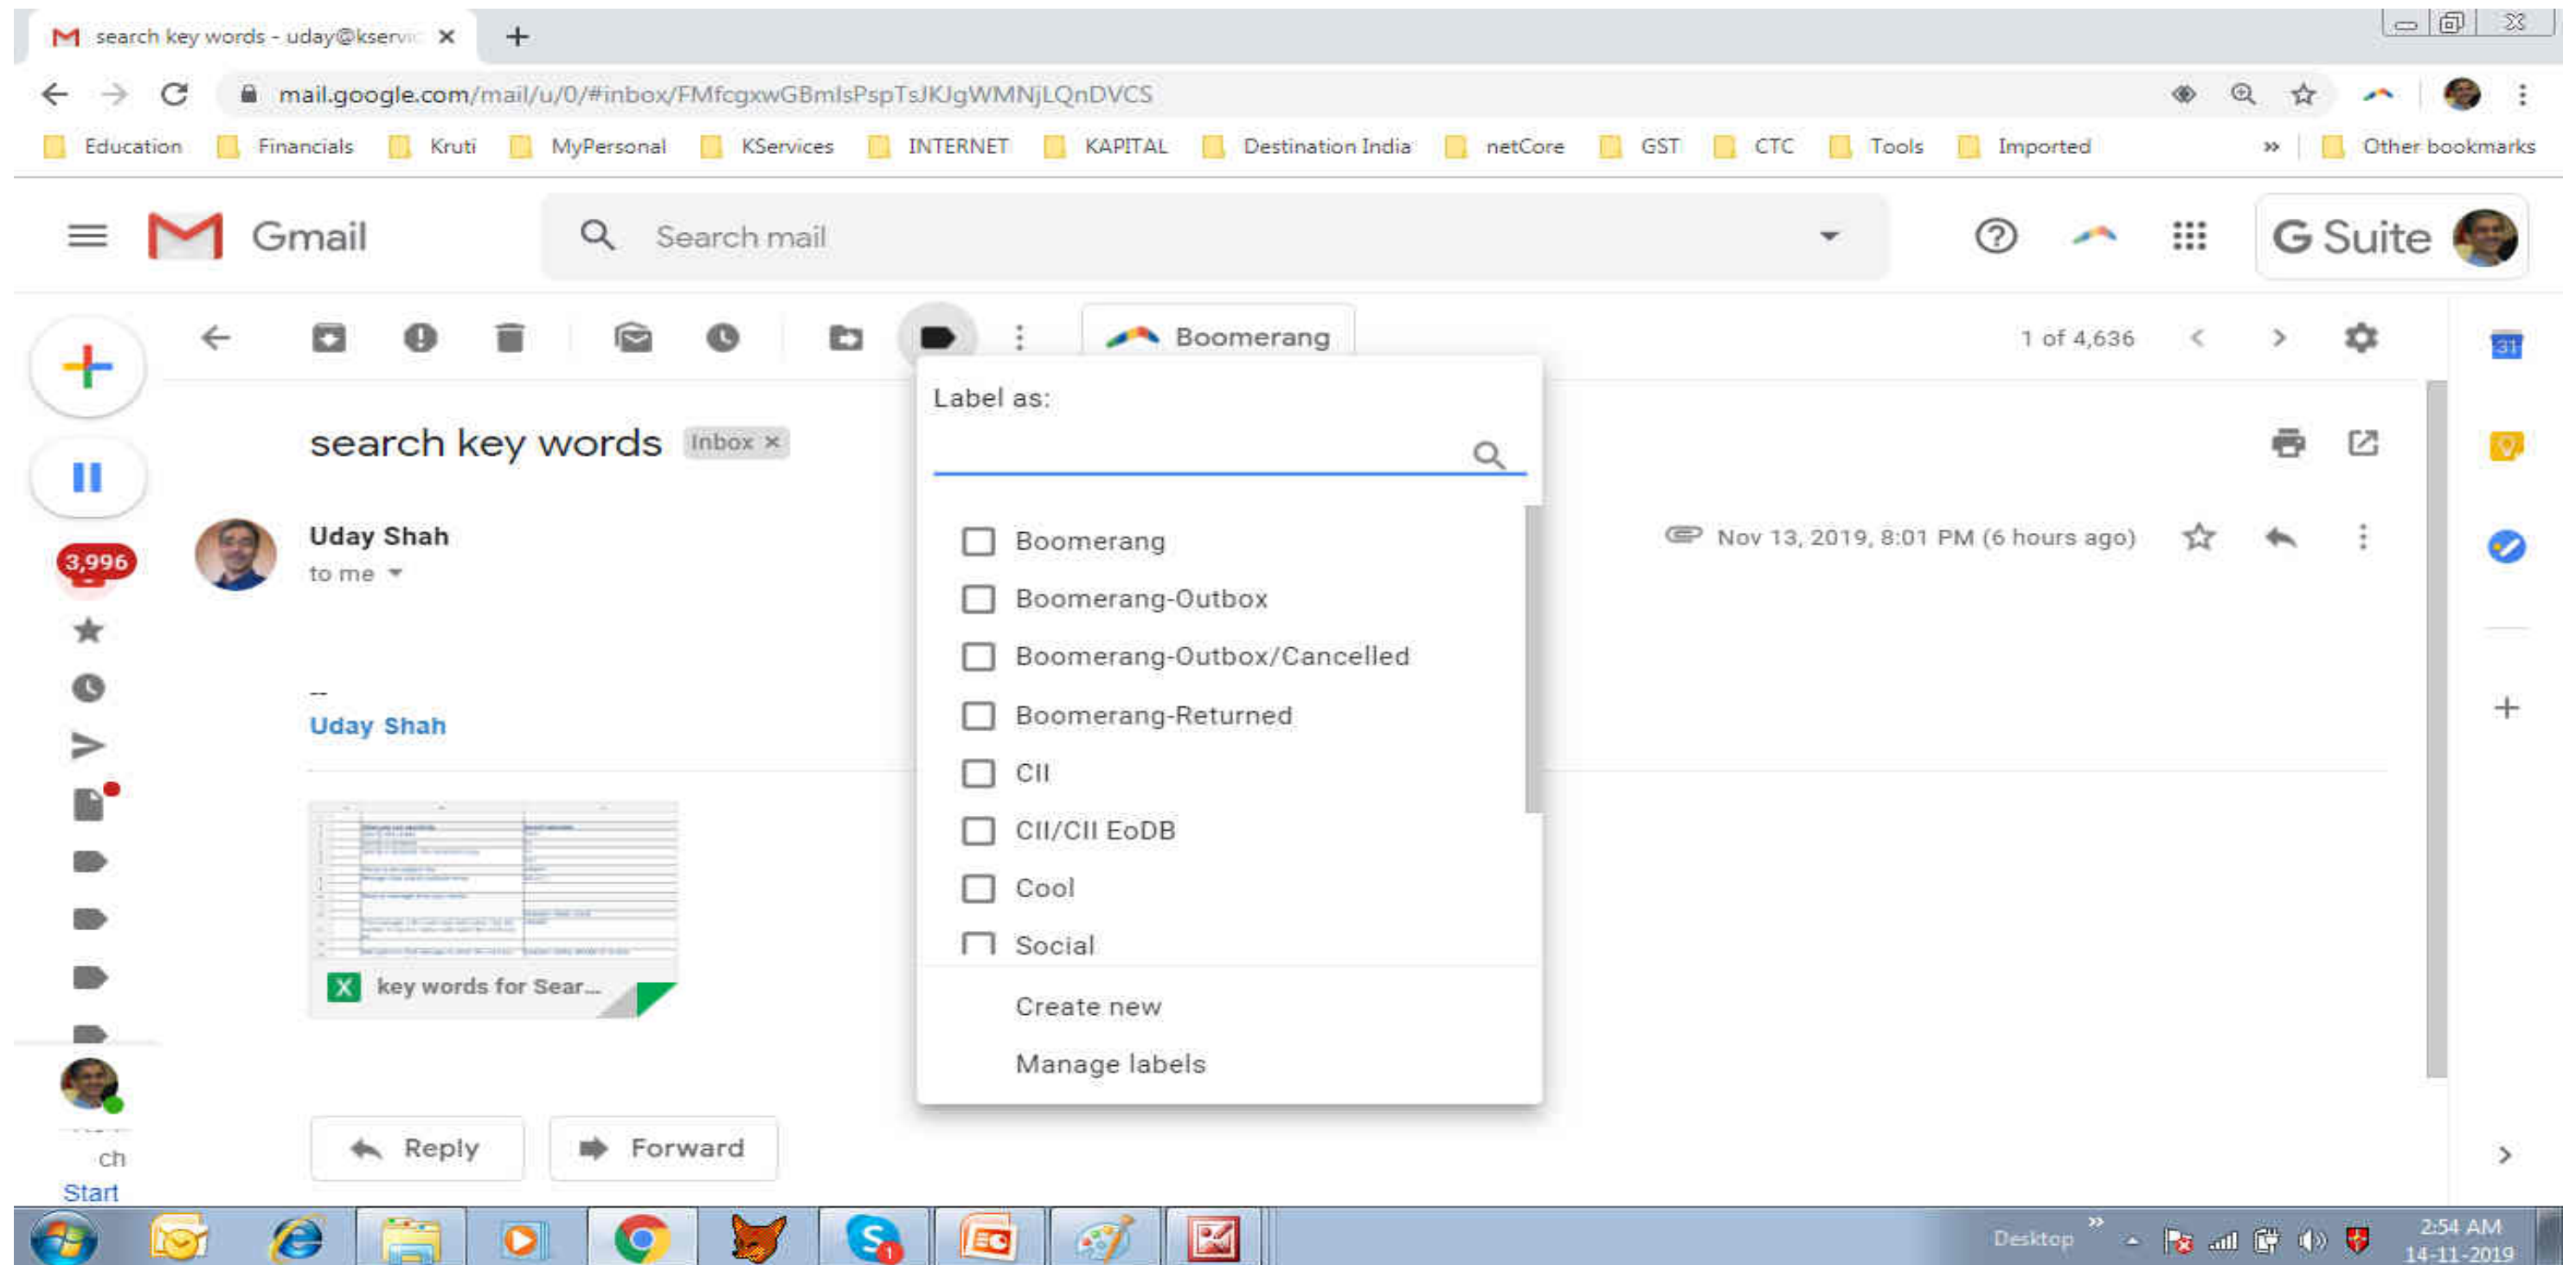 search key words - uday@kservic
mail.google.com/mail/u/0/#inbox/FMfcgxwGBmlsPspTsJKJgWMNjLQnDVCS
Education Financials Kruti MyPersonal KServices INTERNET KAPITAL Destination India netCore GST CTC Tools Imported » Other bookmarks
Gmail Search mail G Suite
Boomerang 1 of 4,636
31
Label as:
search key words Inbox ×
Uday Shah Nov 13, 2019, 8:01 PM (6 hours ago)
to me
3,996
Boomerang
Boomerang-Outbox
Boomerang-Outbox/Cancelled
Boomerang-Returned
CII
CII/CII EoDB
Cool
Social
Create new
Manage labels
--
Uday Shah
X key words for Sear...
Reply Forward
ch
Start
Desktop » 2:54 AM
14-11-2019